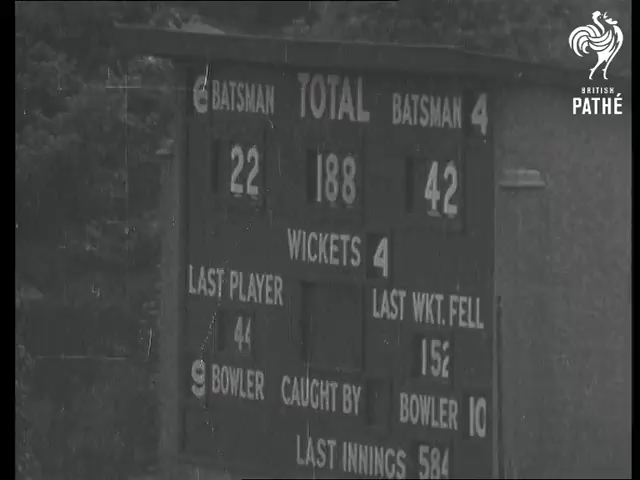 BRITISH
PATHÉ
6 BATSMAN TOTAL BATSMAN 4
22 188 42
WICKETS 4
LAST PLAYER LAST WKT. FELL
44 152
9 BOWLER CAUGHT BY BOWLER 10
LAST INNINGS 584